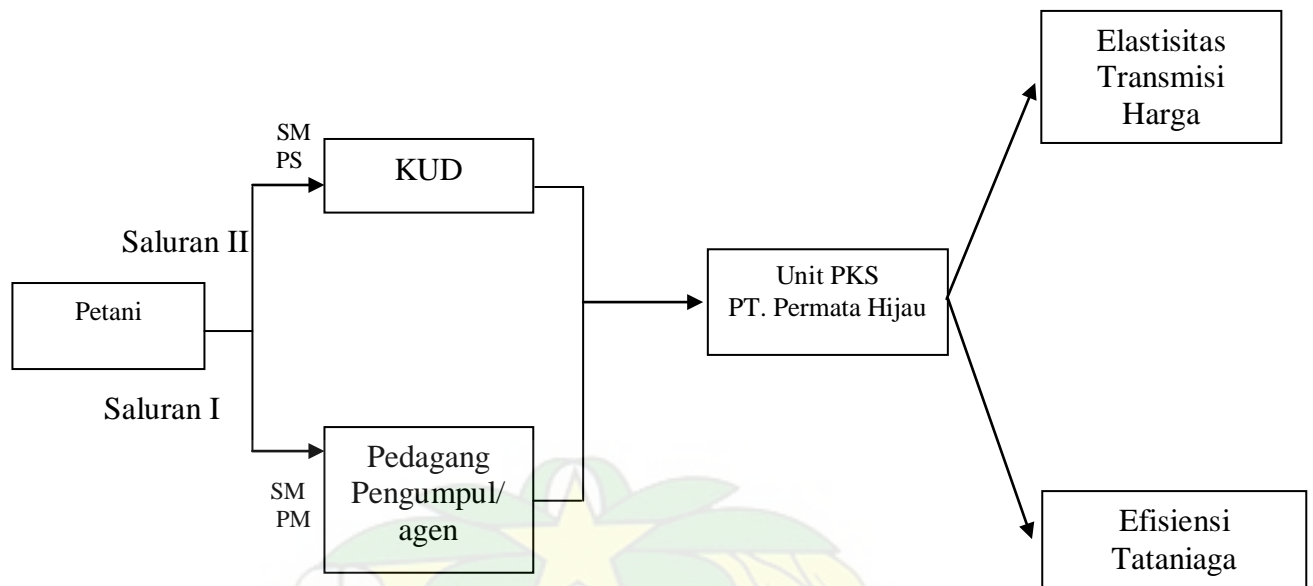 Elastisitas
Transmisi
Harga
SM
PS
KUD
Saluran II
Petani
Unit PKS
PT. Permata Hijau
Saluran I
SM
PM
Pedagang
Pengumpul/
agen
Efisiensi
Tataniaga